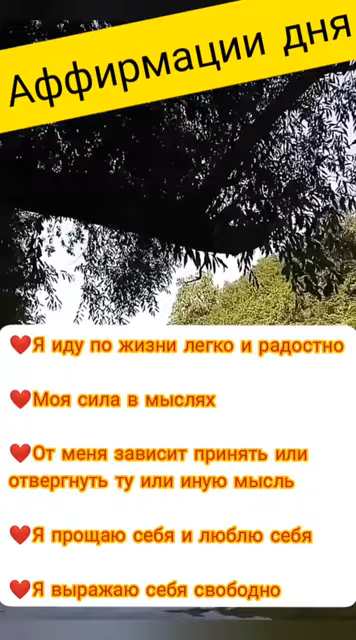 Аффирмации дня
❤️Я иду по жизни легко и радостно
❤️Моя сила в мыслях
❤️От меня зависит принять или
отвергнуть ту или иную мысль
❤️Я прощаю себя и люблю себя
❤️Я выражаю себя свободно